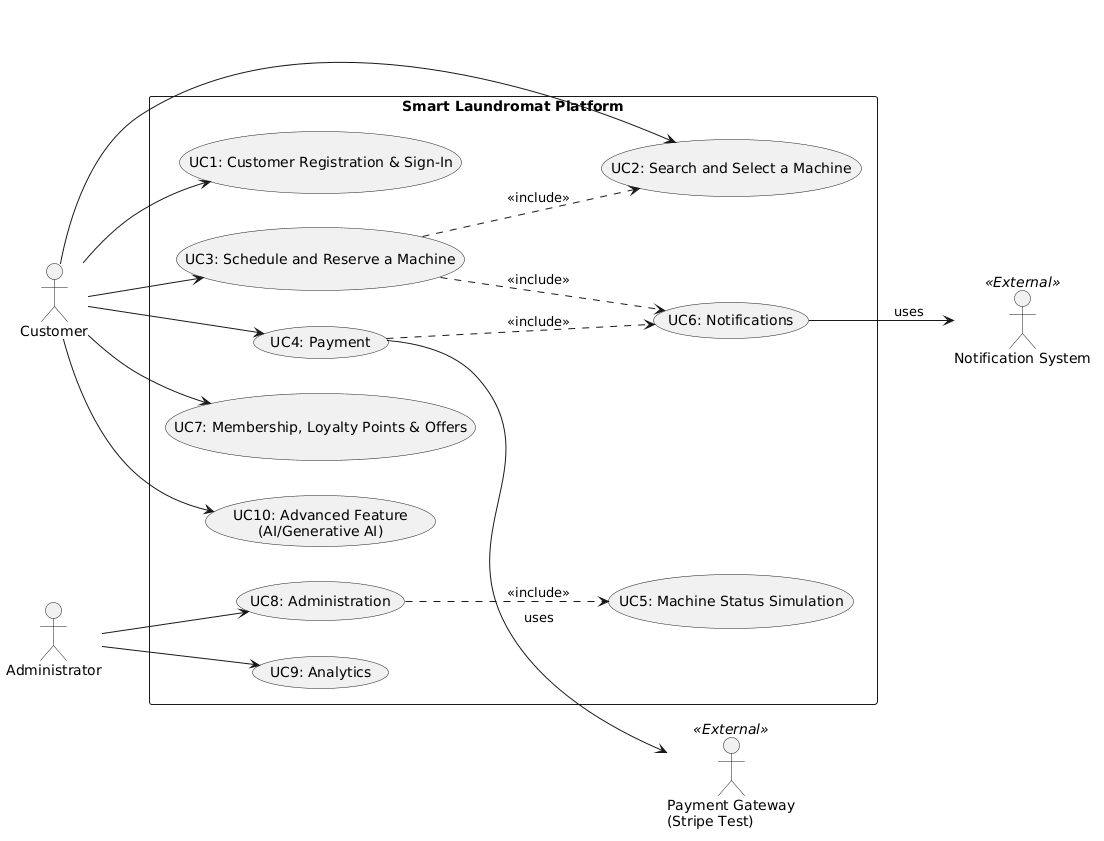 Smart Laundromat Platform
UC1: Customer Registration & Sign-In
UC2: Search and Select a Machine
«include»
UC3: Schedule and Reserve a Machine
«include»
«External»
Customer
UC4: Payment
«include»
UC6: Notifications
uses
Notification System
UC7: Membership, Loyalty Points & Offers
UC10: Advanced Feature
(AI/Generative AI)
UC8: Administration
«include»
uses
UC5: Machine Status Simulation
Administrator
UC9: Analytics
«External»
Payment Gateway
(Stripe Test)